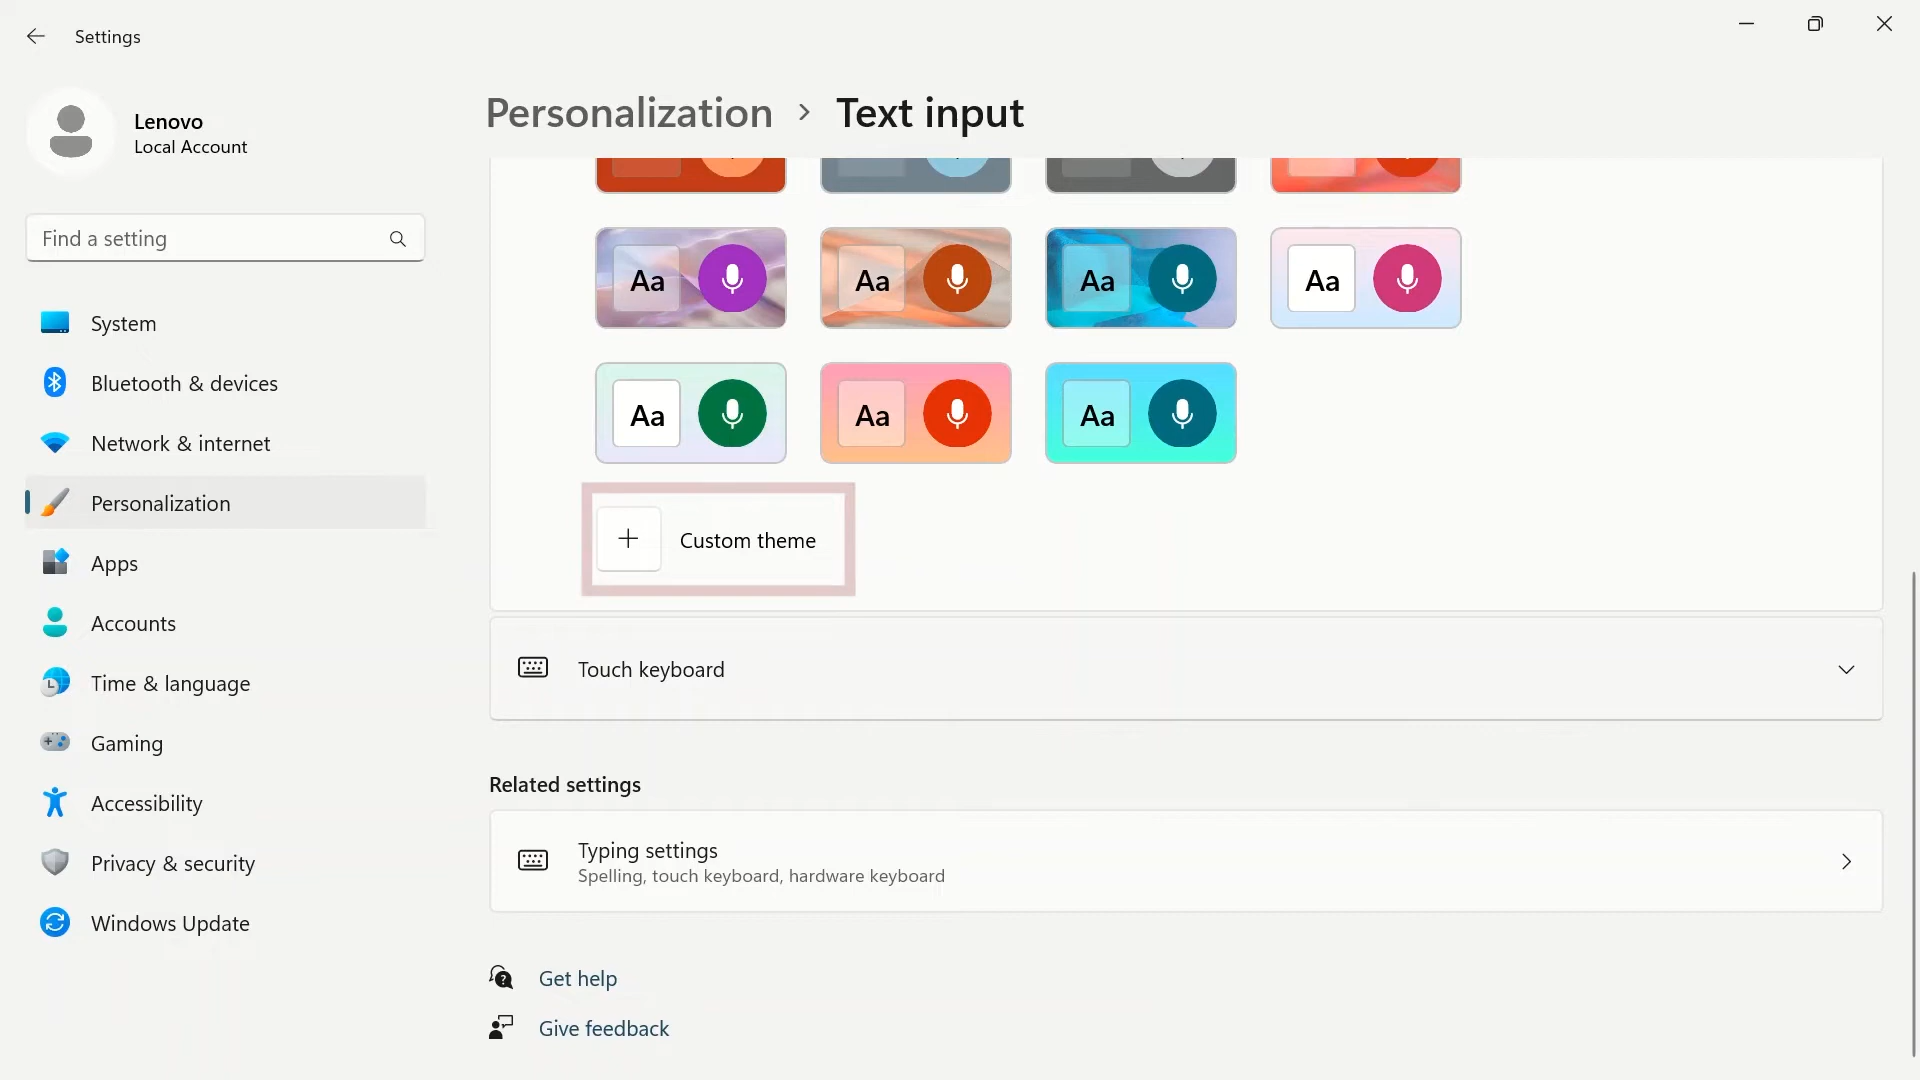 Settings
Lenovo
Local Account
Find a setting
System
Bluetooth & devices
Network & internet
Personalization
Apps
Accounts
Time & language
Gaming
Accessibility
Privacy & security
Windows Update
Personalization > Text input
Aa Aa Aa Aa
Aa Aa Aa
Custom theme
Touch keyboard
Related settings
Typing settings
Spelling, touch keyboard, hardware keyboard
Get help
Give feedback